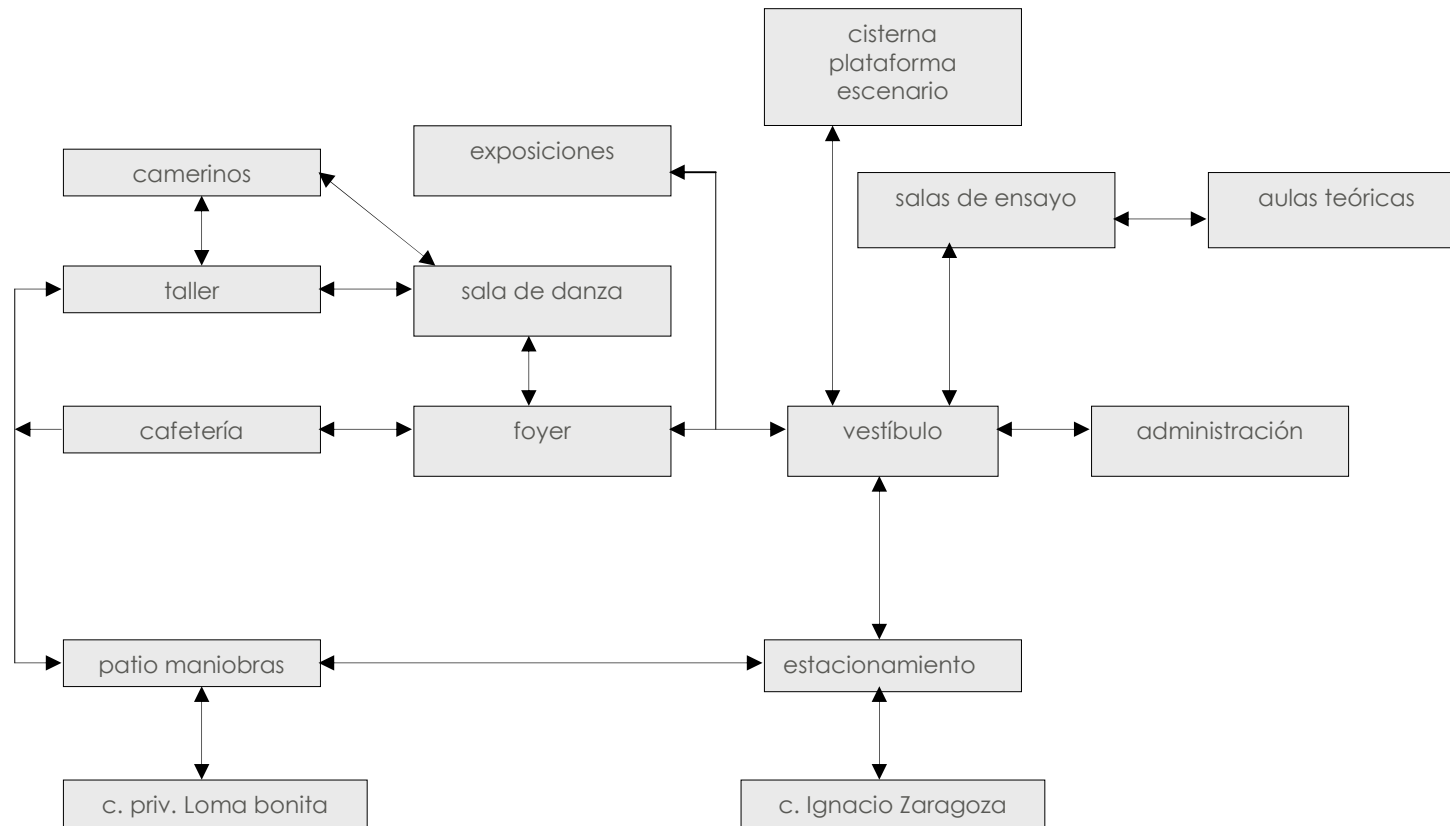 cisterna
plataforma
escenario
exposiciones
camerinos
salas de ensayo
aulas teóricas
taller
sala de danza
cafetería
foyer
vestíbulo
administración
patio maniobras
estacionamiento
c. priv. Loma bonita
c. Ignacio Zaragoza